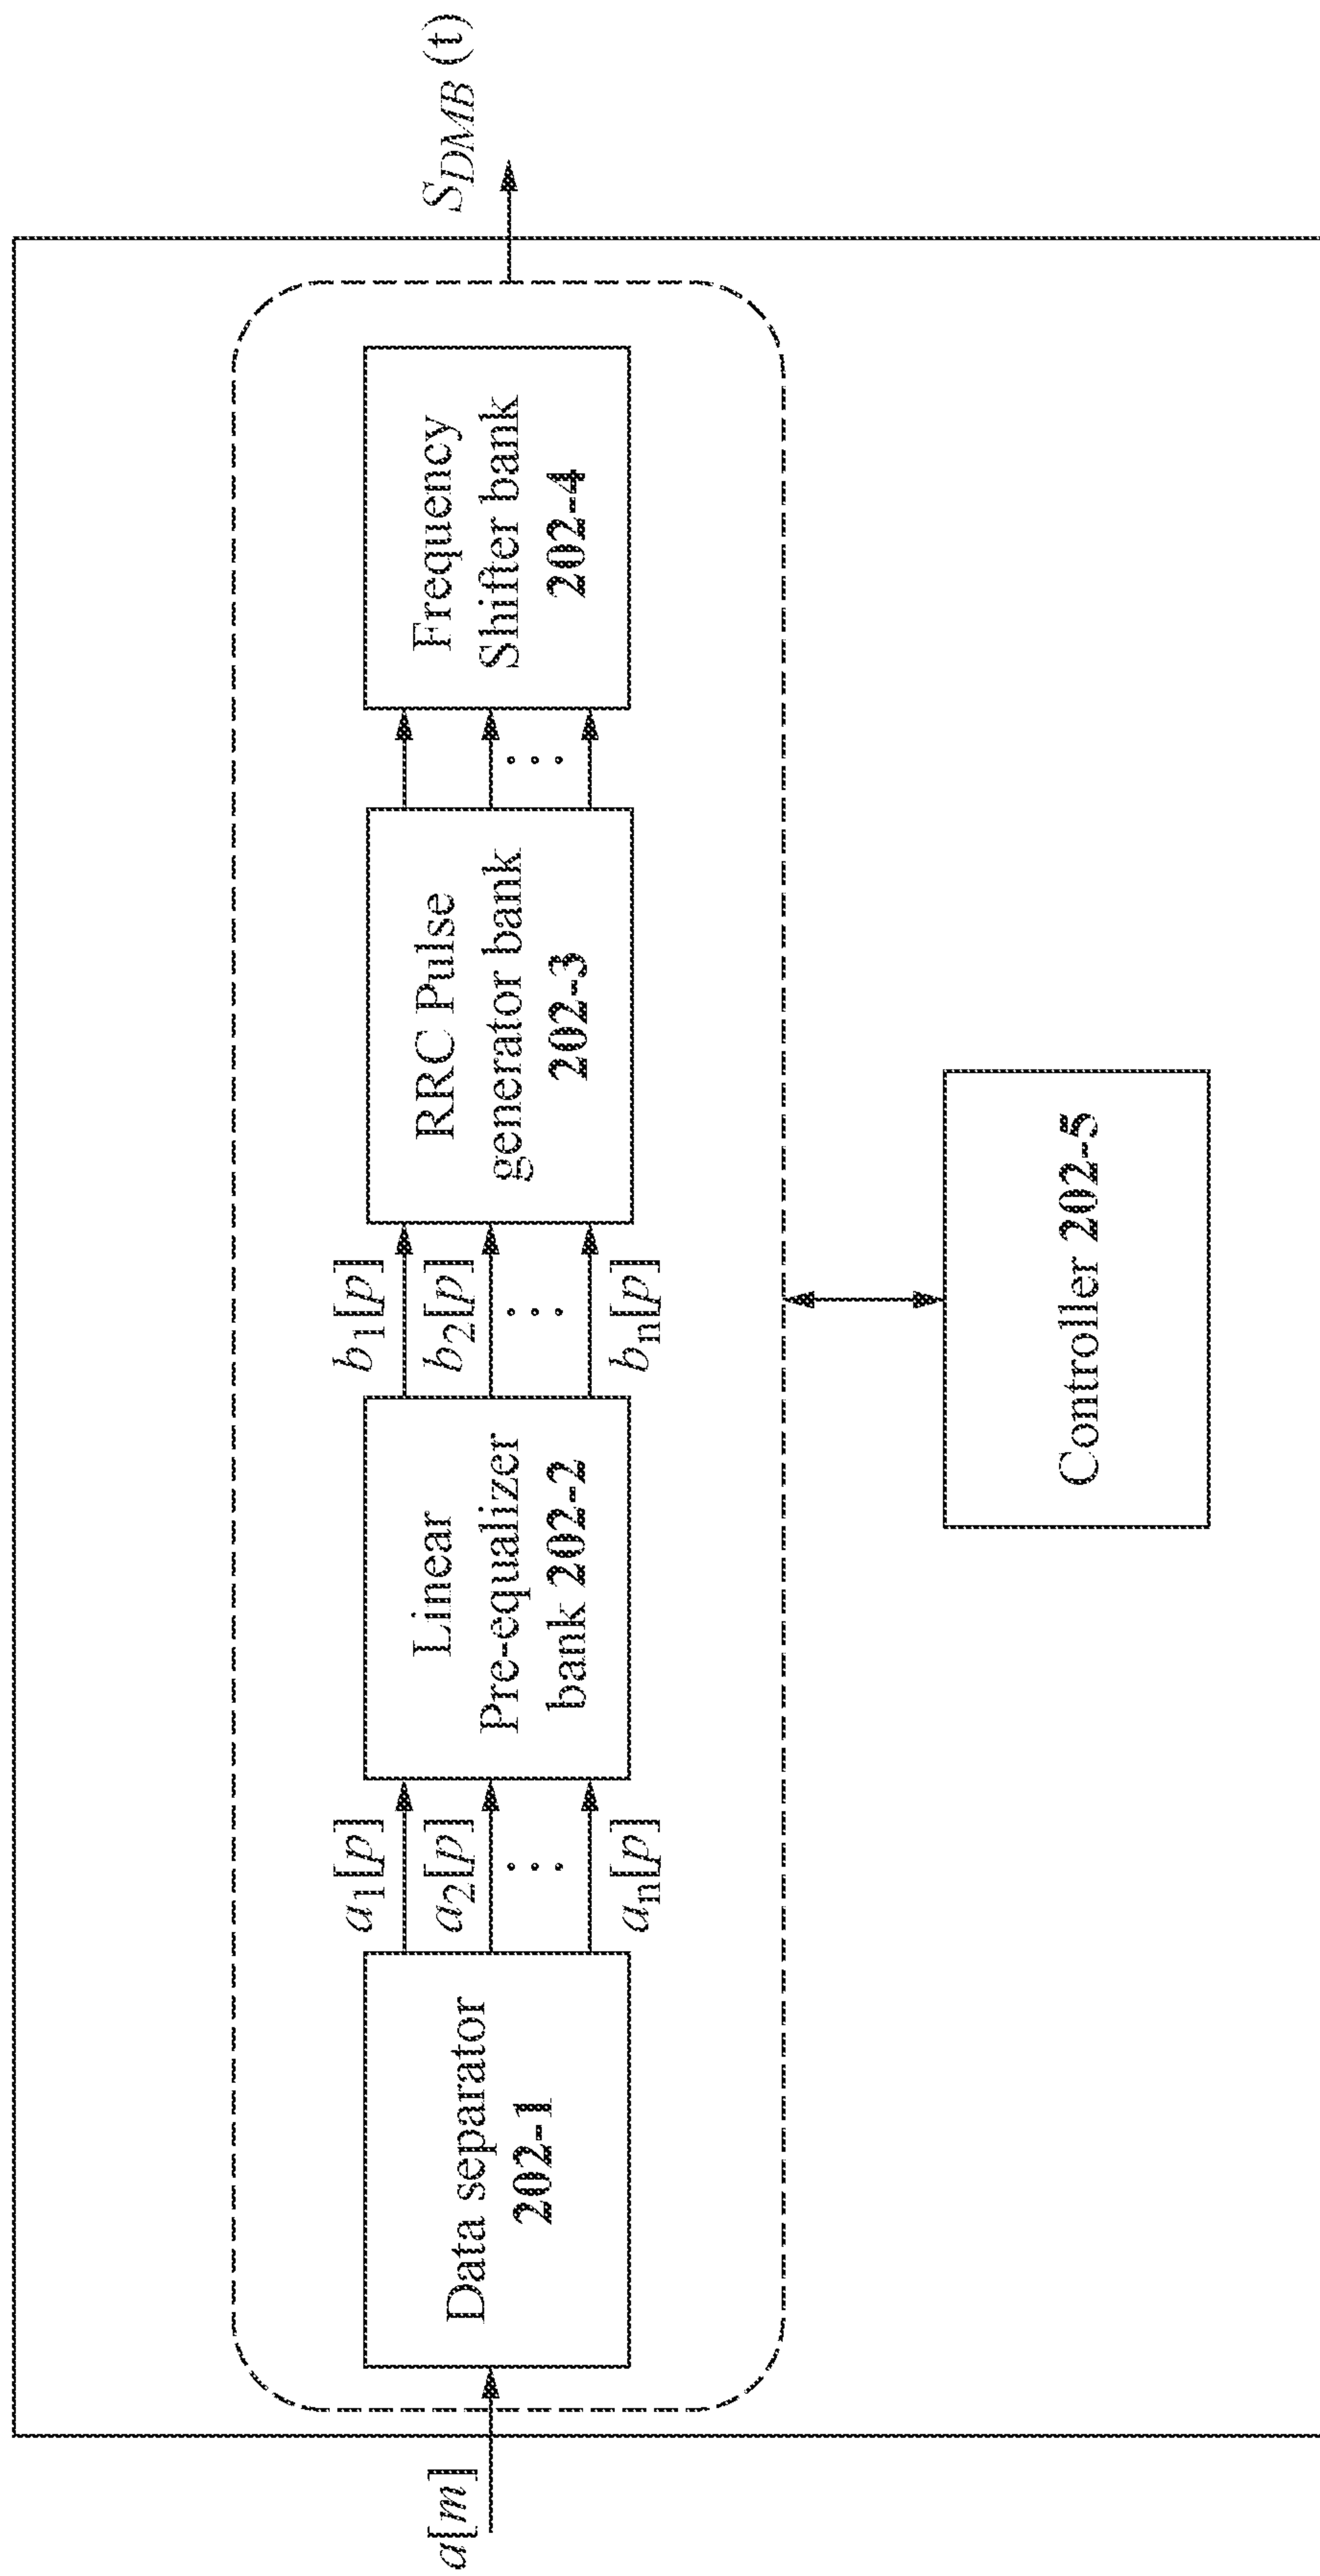 a[m]
Data separator
202-1
a1[p]
a2[p]
⋮
an[p]
Linear
Pre-equalizer
bank 202-2
b1[p]
b2[p]
⋮
bn[p]
RRC Pulse
generator bank
202-3
⋮
Frequency
Shifter bank
202-4
SDMB (t)
Controller 202-5